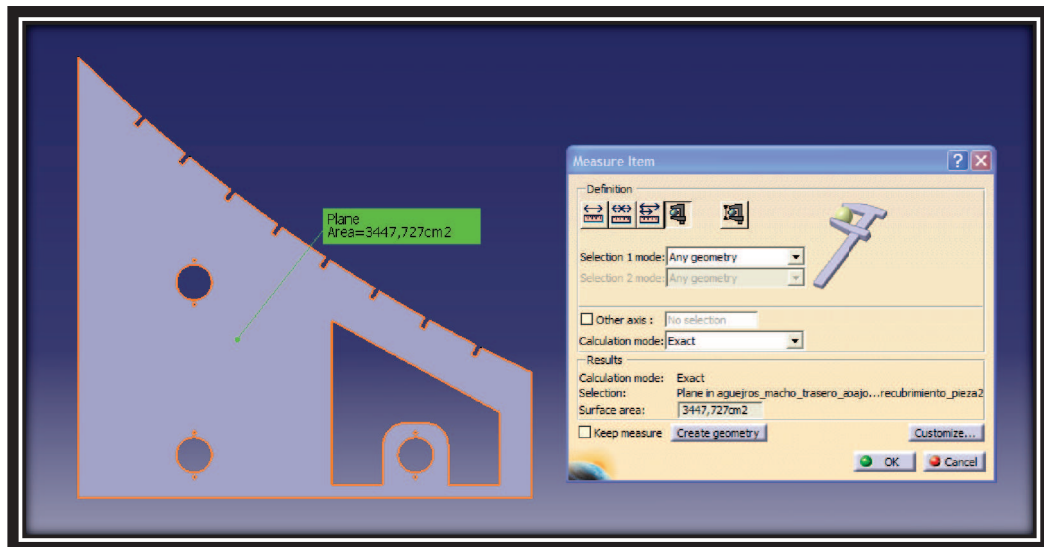 Plane
Area=3447,727cm2
Measure Item
Definition
Selection 1 mode: Any geometry
Selection 2 mode: Any geometry
Other axis : No selection
Calculation mode: Exact
Results
Calculation mode: Exact
Selection: Plane in aguejros_macho_trasero_abajo...recubrimiento_pieza2
Surface area: 3447,727cm2
Keep measure Create geometry Customize...
OK Cancel